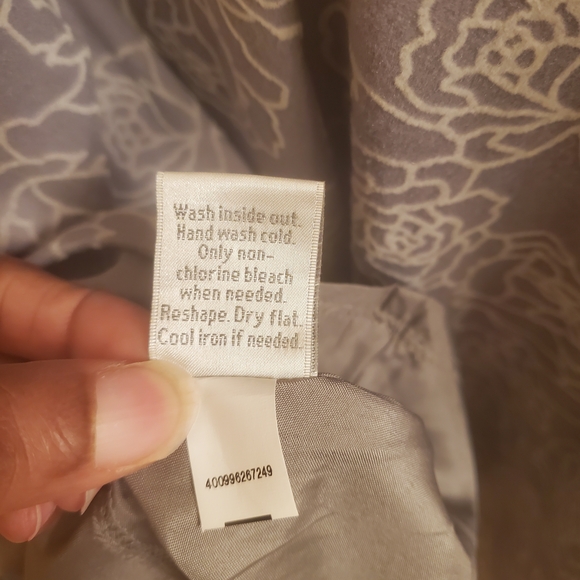 Wash inside out.
Hand wash cold.
Only non-
chlorine bleach
when needed.
Reshape. Dry flat.
Cool iron if needed.
400996267249